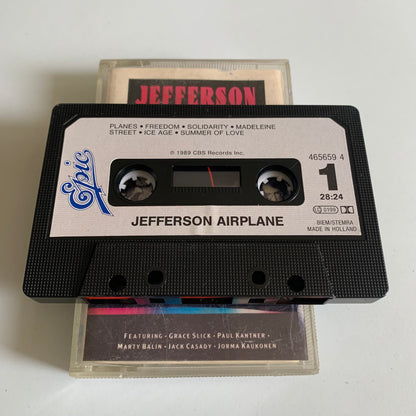 JEFFERSON
PLANES • FREEDOM • SOLIDARITY • MADELEINE
STREET • ICE AGE • SUMMER OF LOVE
465659 4
℗ 1989 CBS Records Inc.
Epic
1
28:24
JEFFERSON AIRPLANE
LC 0199
BIEM/STEMRA
MADE IN HOLLAND
FEATURING • GRACE SLICK • PAUL KANTNER •
MARTY BALIN • JACK CASADY • JORMA KAUKONEN